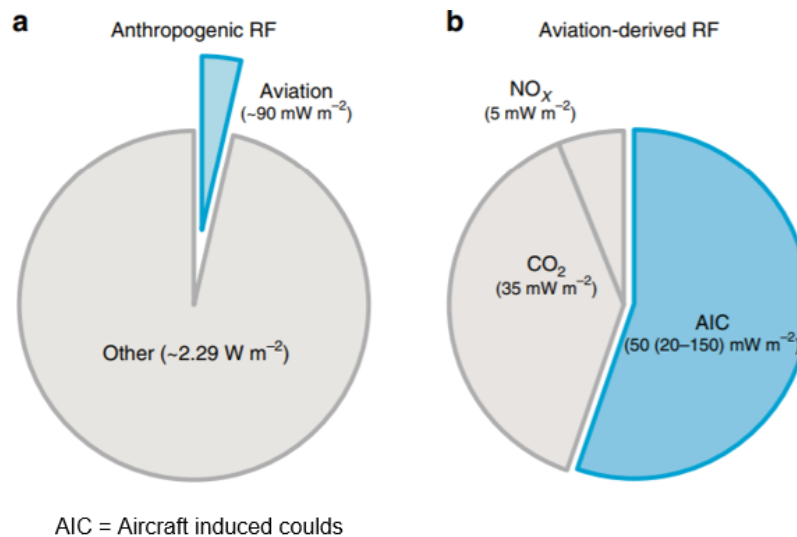 a
Anthropogenic RF
Aviation
(~90 mW m⁻²)
Other (~2.29 W m⁻²)
b
Aviation-derived RF
NOX
(5 mW m⁻²)
CO₂
(35 mW m⁻²)
AIC
(50 (20–150) mW m⁻²)
AIC = Aircraft induced coulds